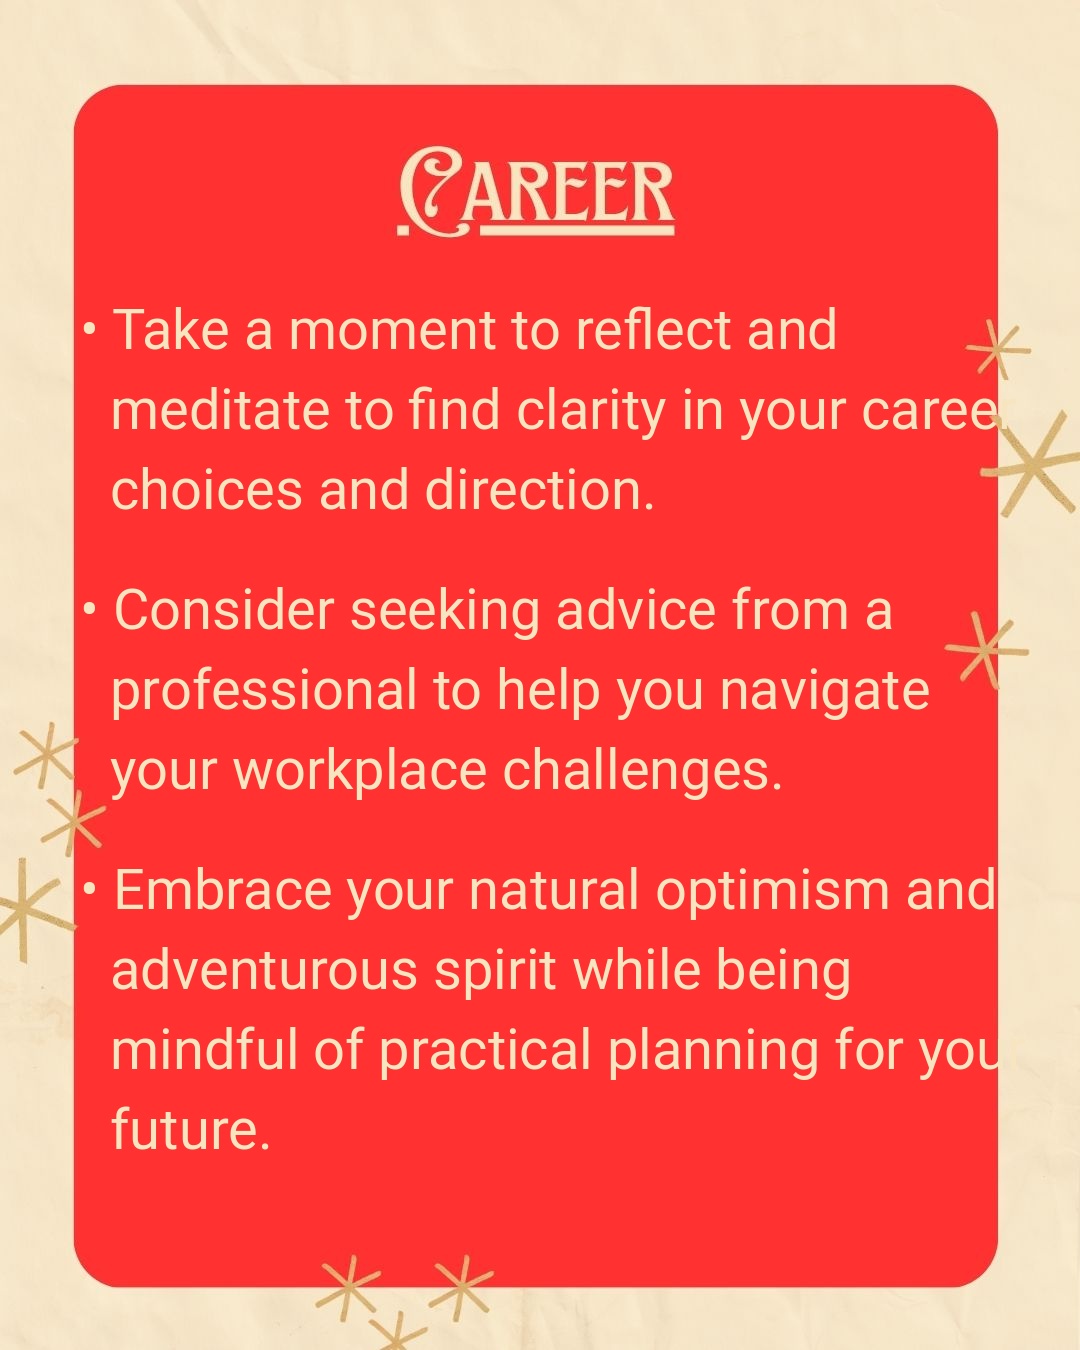 Career
• Take a moment to reflect and
meditate to find clarity in your caree
choices and direction.
• Consider seeking advice from a
professional to help you navigate
your workplace challenges.
• Embrace your natural optimism and
adventurous spirit while being
mindful of practical planning for you
future.